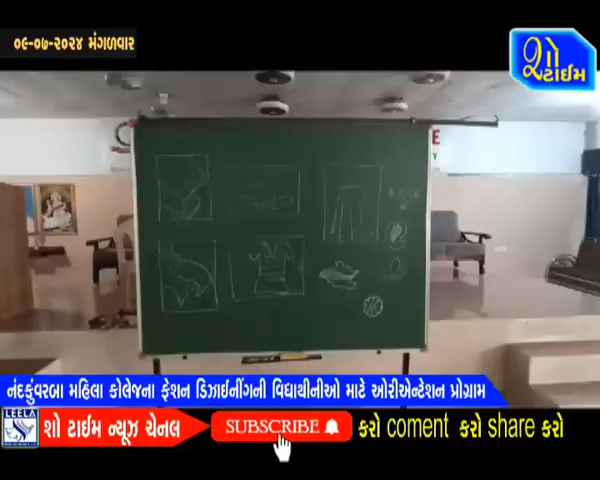 ૦૯-૦૭-૨૦૨૪ મંગળવાર
શો
ટાઈમ
E
નંદકુંવરબા મહિલા કોલેજના ફેશન ડિઝાઈનીંગની વિદ્યાર્થીનીઓ માટે ઓરીએન્ટેશન પ્રોગ્રામ
LEELA
શો ટાઈમ ન્યૂઝ ચેનલ
SUBSCRIBE
કરો coment કરો share કરો